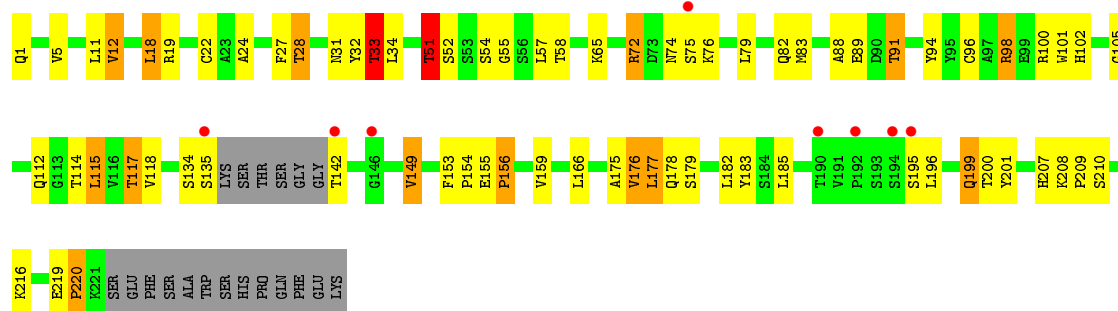 Q1 V5 L11 V12 L18 R19 C22 A23 A24 F27 T28 N31 Y32 T33 L34 T51 S52 S53 S54 G55 S56 L57 T58 K65 R72 D73 N74 S75 K76 L79 Q82 M83 A88 E89 D90 T91 Y94 Y95 C96 A97 R98 E99 R100 W101 H102 G105
Q112 G113 T114 L115 V116 T117 V118 S134 S135 LYS SER THR SER GLY GLY T142 G146 V149 F153 P154 E155 P156 V159 L166 A175 V176 L177 Q178 S179 L182 Y183 S184 L185 T190 V191 P192 S193 S194 S195 L196 Q199 T200 Y201 H207 K208 P209 S210
K216 E219 P220 K221 SER GLU PHE SER ALA TRP SER HIS PRO GLN PHE GLU LYS